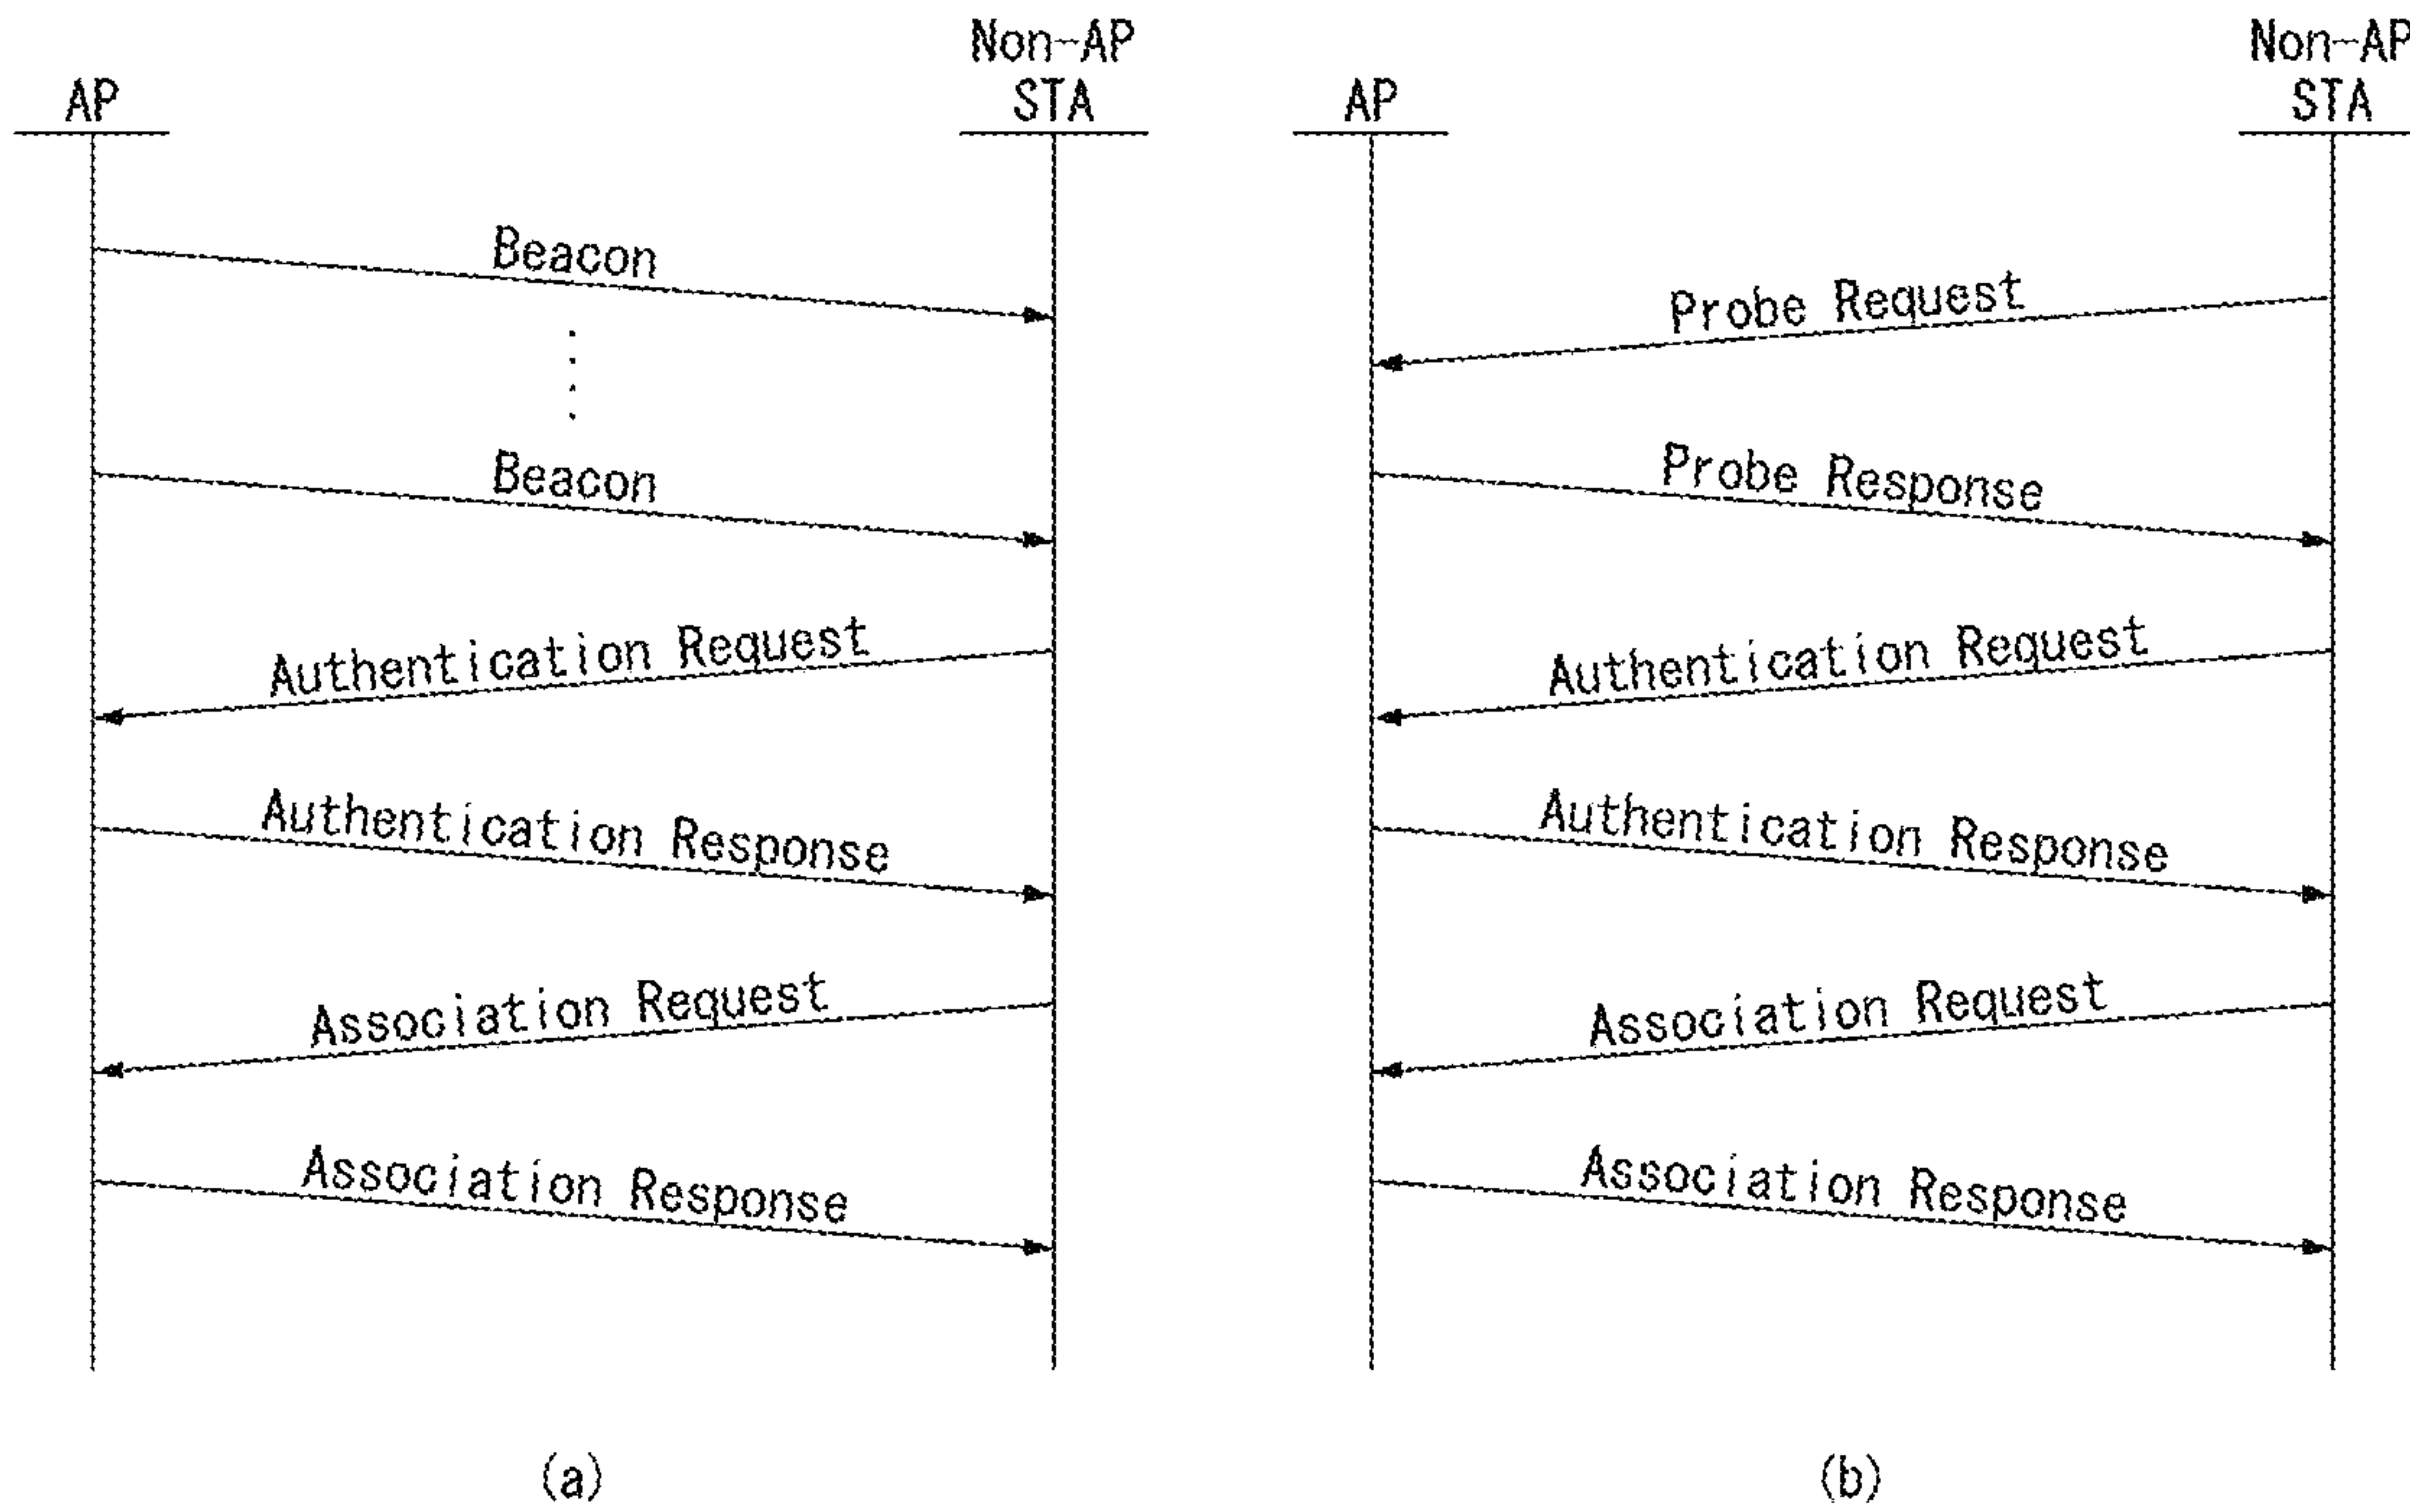 AP
Non-AP
STA
Beacon
Beacon
Authentication Request
Authentication Response
Association Request
Association Response
(a)
AP
Non-AP
STA
Probe Request
Probe Response
Authentication Request
Authentication Response
Association Request
Association Response
(b)